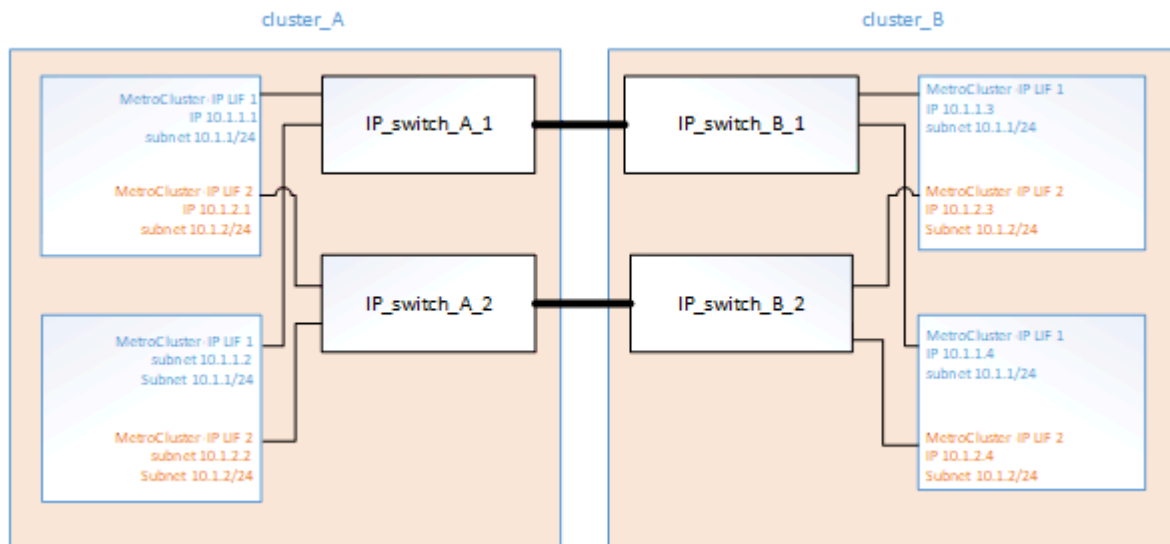 cluster_A
cluster_B
MetroCluster-IP LIF 1
IP 10.1.1.1
subnet 10.1.1/24
MetroCluster-IP LIF 2
IP 10.1.2.1
subnet 10.1.2/24
IP_switch_A_1
IP_switch_B_1
MetroCluster-IP LIF 1
IP 10.1.1.3
subnet 10.1.1/24
MetroCluster-IP LIF 2
IP 10.1.2.3
Subnet 10.1.2/24
MetroCluster-IP LIF 1
subnet 10.1.1.2
Subnet 10.1.1/24
MetroCluster-IP LIF 2
subnet 10.1.2.2
Subnet 10.1.2/24
IP_switch_A_2
IP_switch_B_2
MetroCluster-IP LIF 1
IP 10.1.1.4
subnet 10.1.1/24
MetroCluster-IP LIF 2
IP 10.1.2.4
Subnet 10.1.2/24